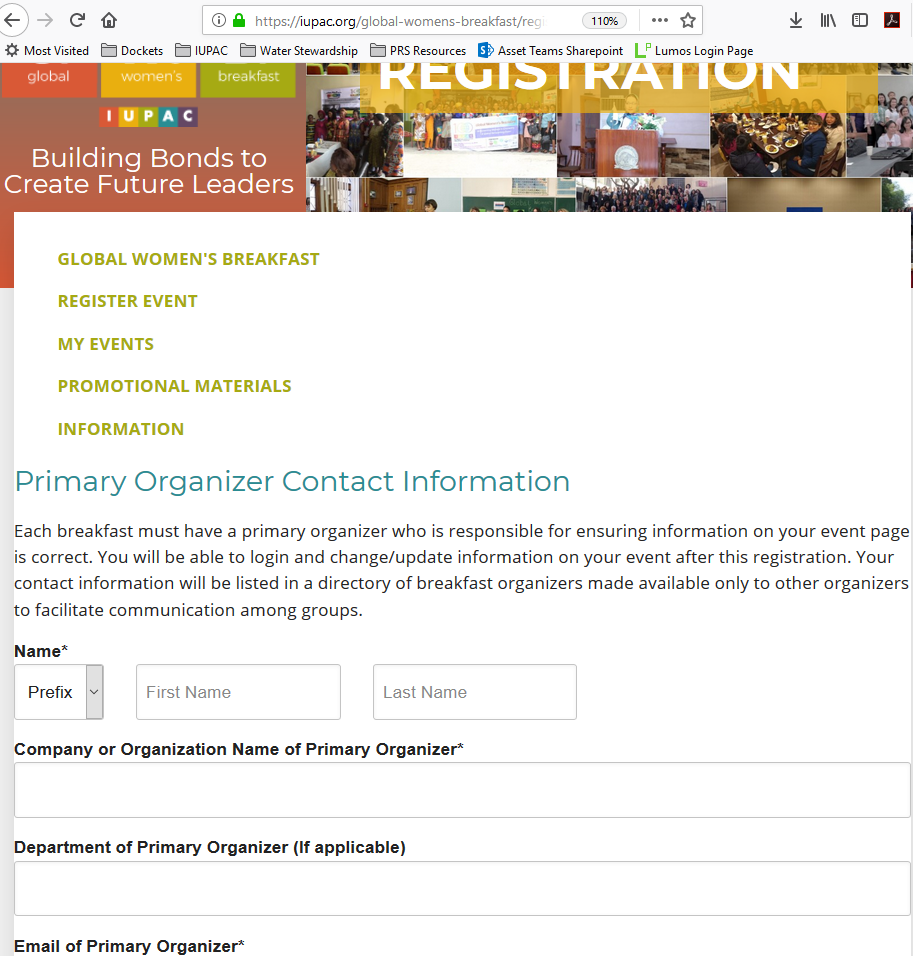 https://iupac.org/global-womens-breakfast/regi
110%
Most Visited Dockets IUPAC Water Stewardship PRS Resources Asset Teams Sharepoint Lumos Login Page
global women's breakfast
REGISTRATION
IUPAC
Building Bonds to
Create Future Leaders
GLOBAL WOMEN'S BREAKFAST
REGISTER EVENT
MY EVENTS
PROMOTIONAL MATERIALS
INFORMATION
Primary Organizer Contact Information
Each breakfast must have a primary organizer who is responsible for ensuring information on your event page
is correct. You will be able to login and change/update information on your event after this registration. Your
contact information will be listed in a directory of breakfast organizers made available only to other organizers
to facilitate communication among groups.
Name*
Prefix First Name Last Name
Company or Organization Name of Primary Organizer*
Department of Primary Organizer (If applicable)
Email of Primary Organizer*